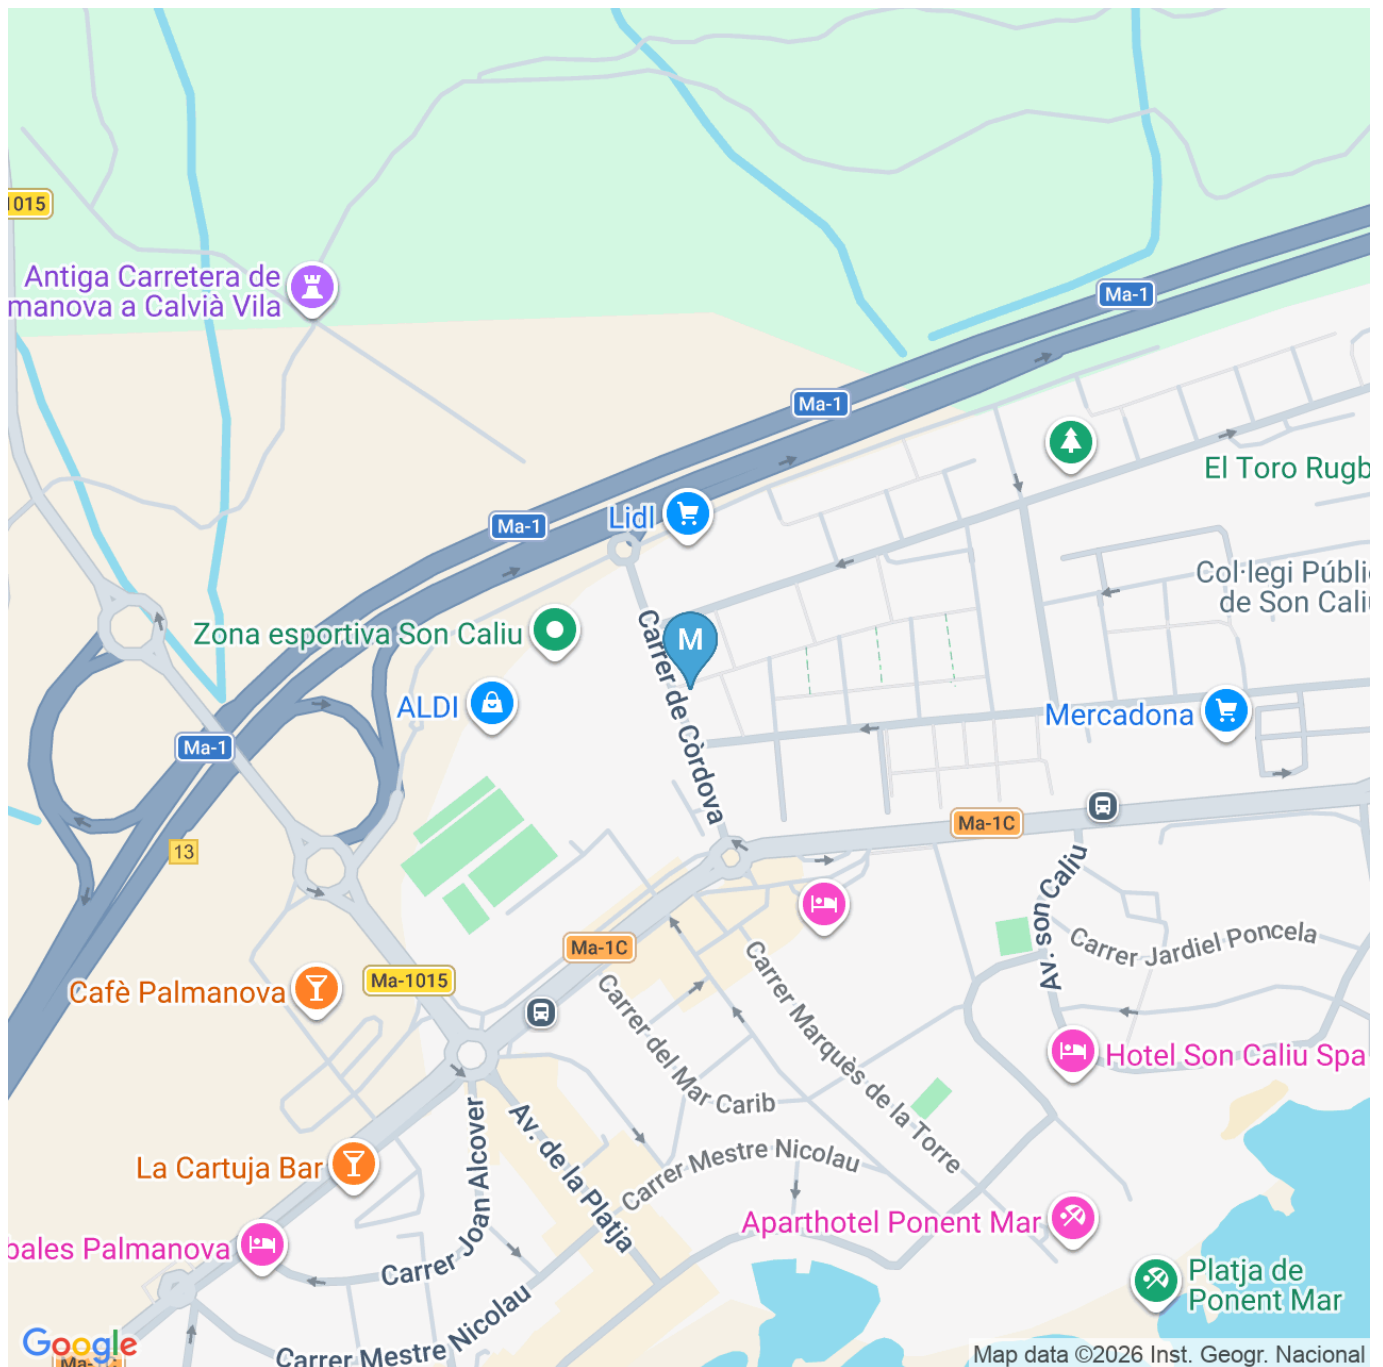 1015
Antiga Carretera de
manova a Calvià Vila
Ma-1
Ma-1
El Toro Rugb
Lidl
Ma-1
Col·legi Públi
de Son Caliu
Zona esportiva Son Caliu
Carrer de Còrdova
M
ALDI
Mercadona
Ma-1
Ma-1C
13
Av. son Caliu
Carrer Jardiel Poncela
Ma-1C
Ma-1015
Cafè Palmanova
Carrer del Mar Carib
Carrer Marquès de la Torre
Hotel Son Caliu Spa
Carrer Joan Alcover
Av. de la Platja
La Cartuja Bar
Carrer Mestre Nicolau
Aparthotel Ponent Mar
bales Palmanova
Platja de
Ponent Mar
Carrer Mestre Nicolau
Google
Ma-1C
Map data ©2026 Inst. Geogr. Nacional